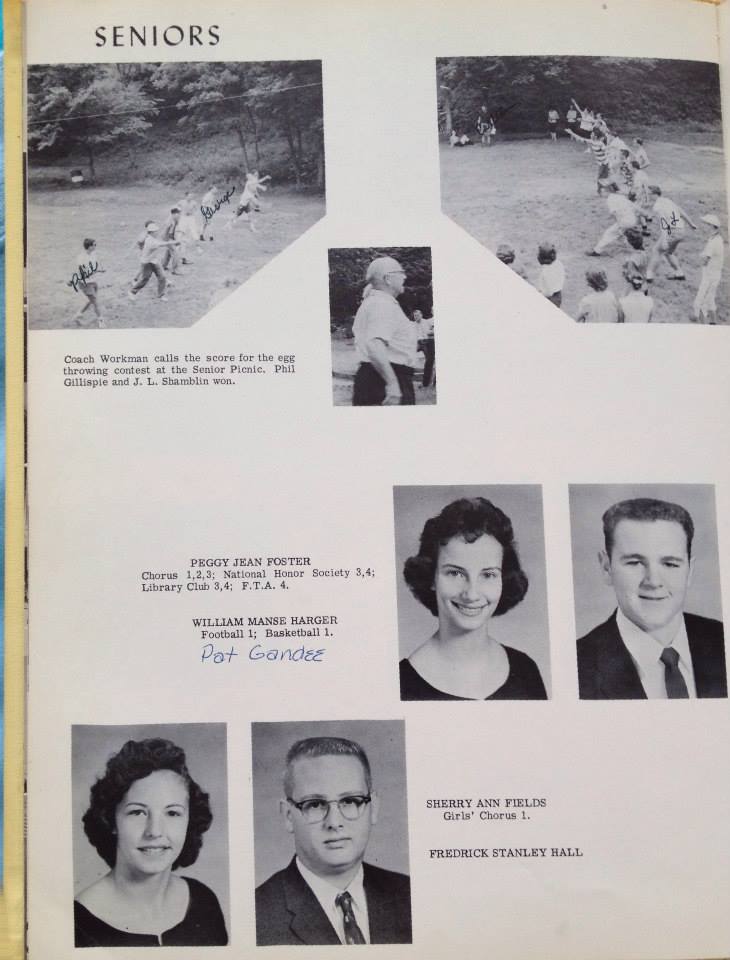 SENIORS
Phil
George
J.L.
Coach Workman calls the score for the egg
throwing contest at the Senior Picnic. Phil
Gillispie and J. L. Shamblin won.
PEGGY JEAN FOSTER
Chorus 1,2,3; National Honor Society 3,4;
Library Club 3,4; F.T.A. 4.
WILLIAM MANSE HARGER
Football 1; Basketball 1.
Pat Gandee
SHERRY ANN FIELDS
Girls' Chorus 1.
FREDRICK STANLEY HALL